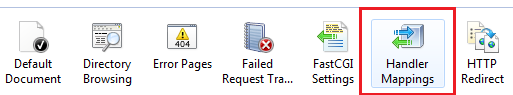 404
Default
Document
Directory
Browsing
Error Pages
Failed
Request Tra...
FastCGI
Settings
Handler
Mappings
HTTP
Redirect